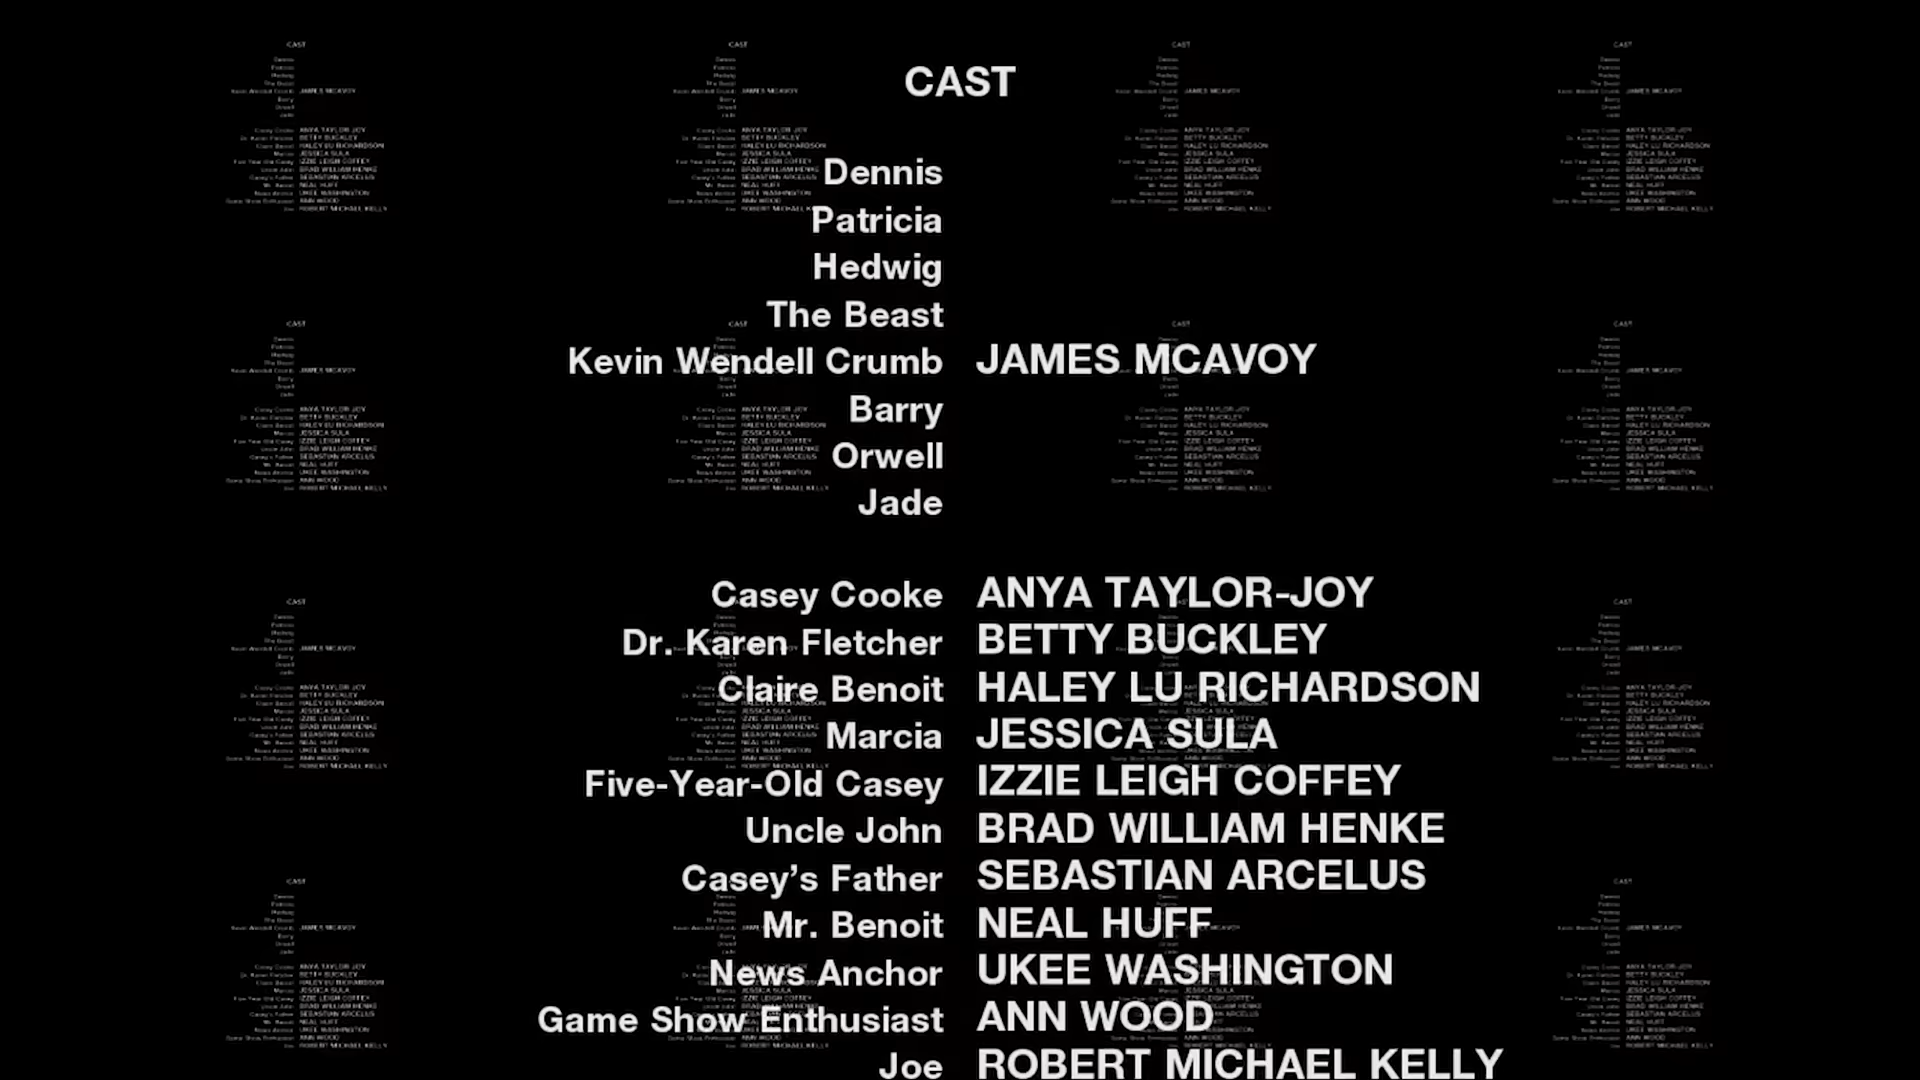 CAST
Dennis
Patricia
Hedwig
The Beast
Kevin Wendell Crumb JAMES MCAVOY
Barry
Orwell
Jade
Casey Cooke ANYA TAYLOR-JOY
Dr. Karen Fletcher BETTY BUCKLEY
Claire Benoit HALEY LU RICHARDSON
Marcia JESSICA SULA
Five-Year-Old Casey IZZIE LEIGH COFFEY
Uncle John BRAD WILLIAM HENKE
Casey’s Father SEBASTIAN ARCELUS
Mr. Benoit NEAL HUFF
News Anchor UKEE WASHINGTON
Game Show Enthusiast ANN WOOD
Joe ROBERT MICHAEL KELLY